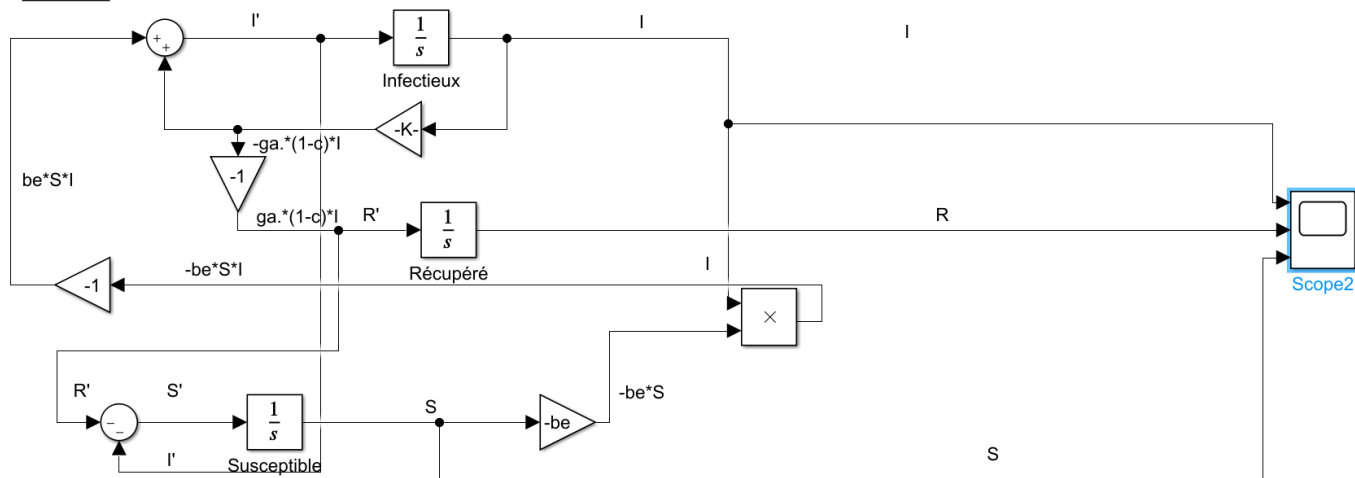 I'
I
I
+
+
1
s
Infectieux
-K-
-ga.*(1-c)*I
-1
be*S*I
ga.*(1-c)*I
R'
1
s
R
Récupéré
-be*S*I
I
-1
×
Scope2
R'
S'
1
s
S
-be
-be*S
−
−
I'
Susceptible
S